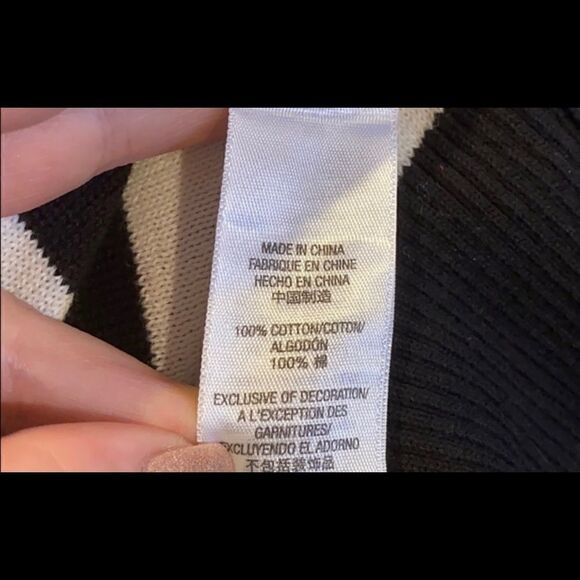 MADE IN CHINA
FABRIQUE EN CHINE
HECHO EN CHINA
中国制造
100% COTTON/COTON/
ALGODÓN
100% 棉
EXCLUSIVE OF DECORATION/
A L'EXCEPTION DES
GARNITURES/
EXCLUYENDO EL ADORNO
不包括装饰品